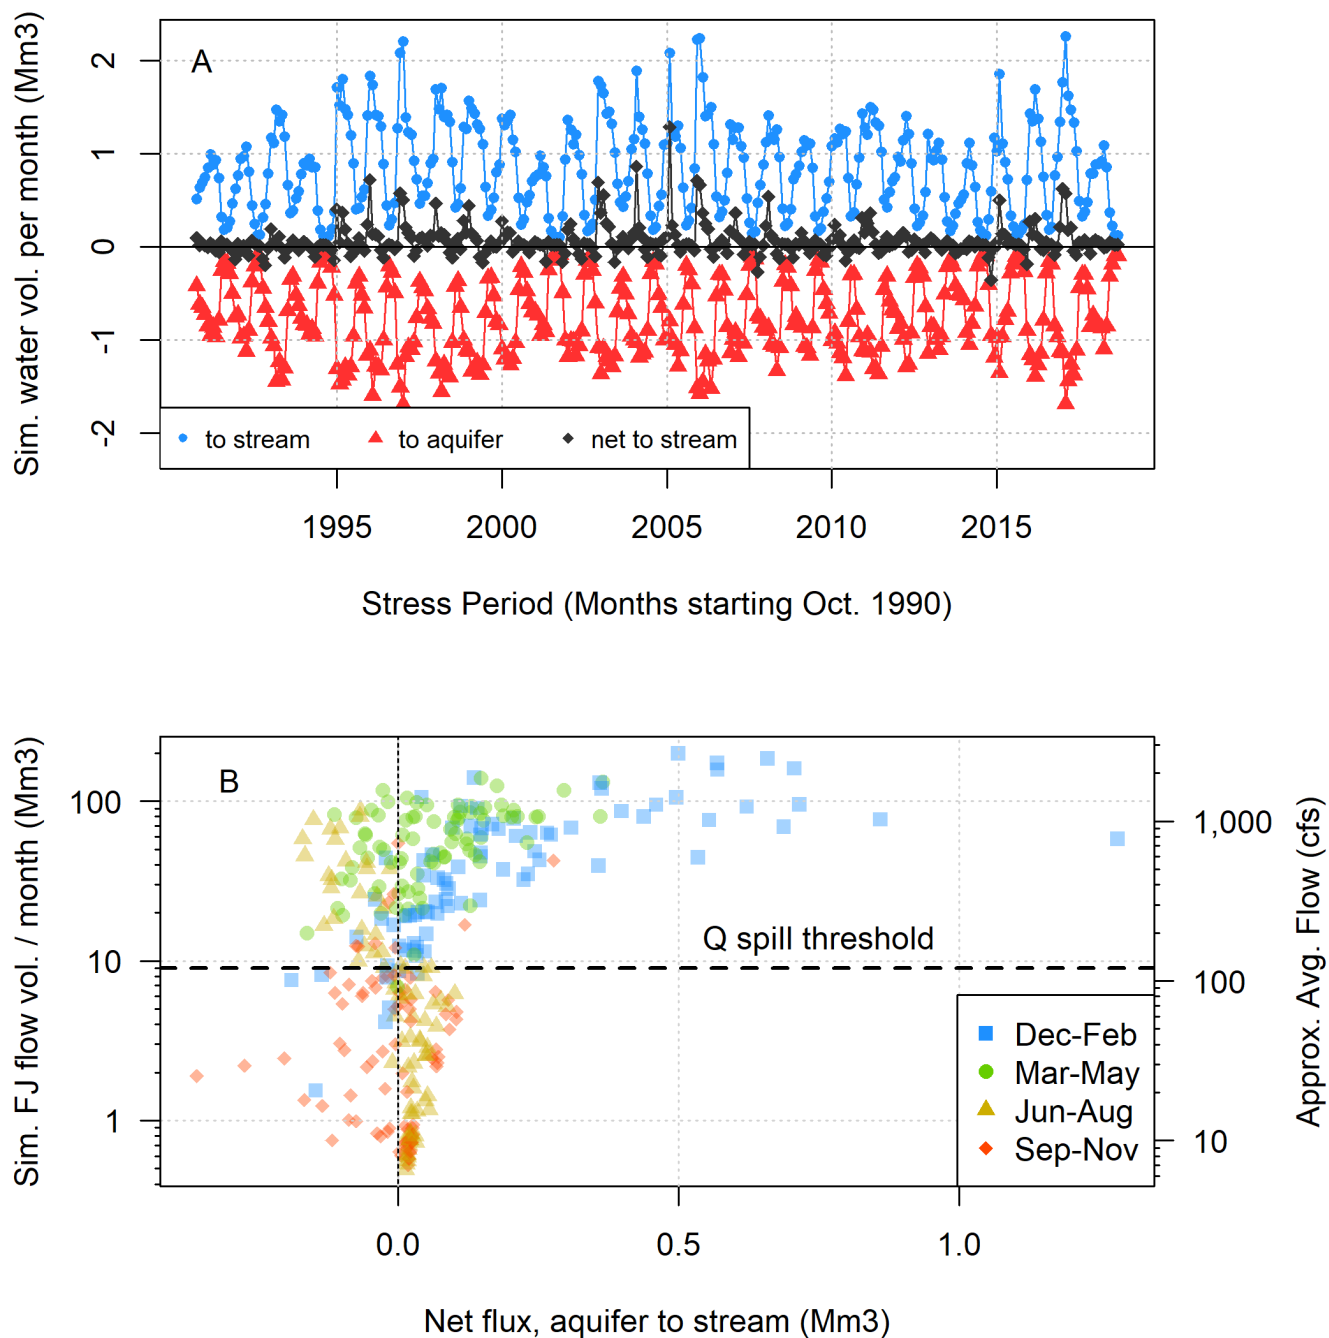 Sim. water vol. per month (Mm3)
2
1
0
-1
-2
A
to stream
to aquifer
net to stream
1995
2000
2005
2010
2015
Stress Period (Months starting Oct. 1990)
Sim. FJ flow vol. / month (Mm3)
100
10
1
B
Q spill threshold
1,000
100
10
Approx. Avg. Flow (cfs)
Dec-Feb
Mar-May
Jun-Aug
Sep-Nov
0.0
0.5
1.0
Net flux, aquifer to stream (Mm3)